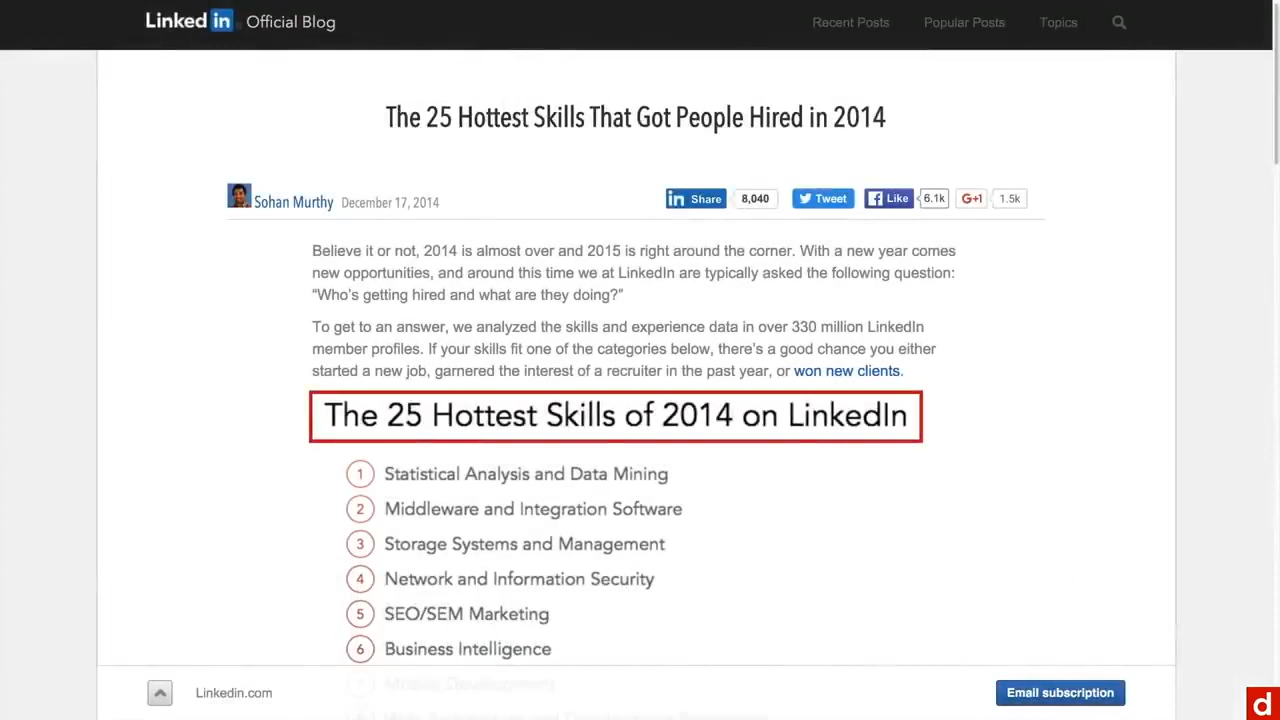 Linked in Official Blog
Recent Posts Popular Posts Topics
The 25 Hottest Skills That Got People Hired in 2014
Sohan Murthy December 17, 2014
in Share 8,040 Tweet Like 6.1k G+1 1.5k
Believe it or not, 2014 is almost over and 2015 is right around the corner. With a new year comes
new opportunities, and around this time we at LinkedIn are typically asked the following question:
“Who’s getting hired and what are they doing?”
To get to an answer, we analyzed the skills and experience data in over 330 million LinkedIn
member profiles. If your skills fit one of the categories below, there’s a good chance you either
started a new job, garnered the interest of a recruiter in the past year, or won new clients.
The 25 Hottest Skills of 2014 on LinkedIn
1 Statistical Analysis and Data Mining
2 Middleware and Integration Software
3 Storage Systems and Management
4 Network and Information Security
5 SEO/SEM Marketing
6 Business Intelligence
Linkedin.com
Email subscription
d